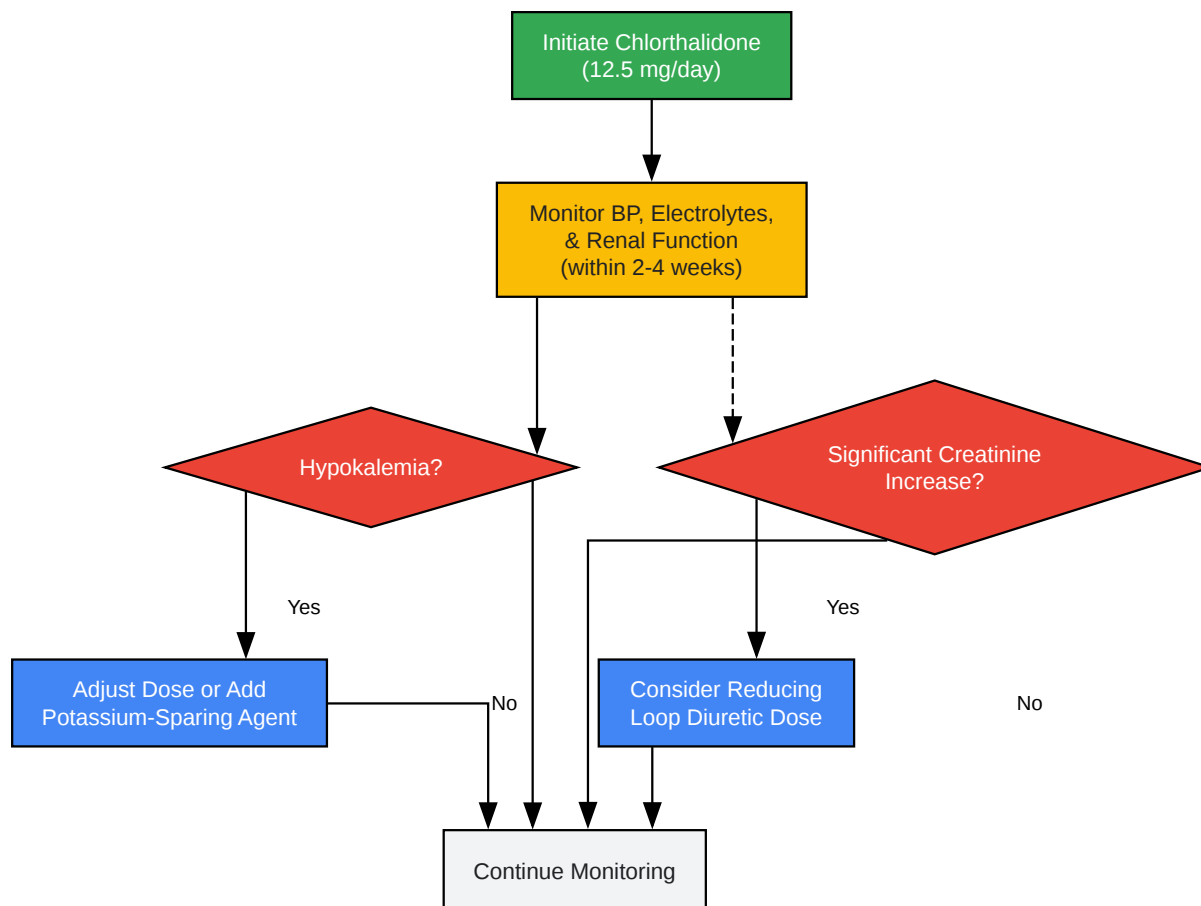 Initiate Chlorthalidone
(12.5 mg/day)
Monitor BP, Electrolytes,
& Renal Function
(within 2-4 weeks)
Hypokalemia?
Significant Creatinine
Increase?
Yes
Yes
Adjust Dose or Add
Potassium-Sparing Agent
No
Consider Reducing
Loop Diuretic Dose
No
Continue Monitoring